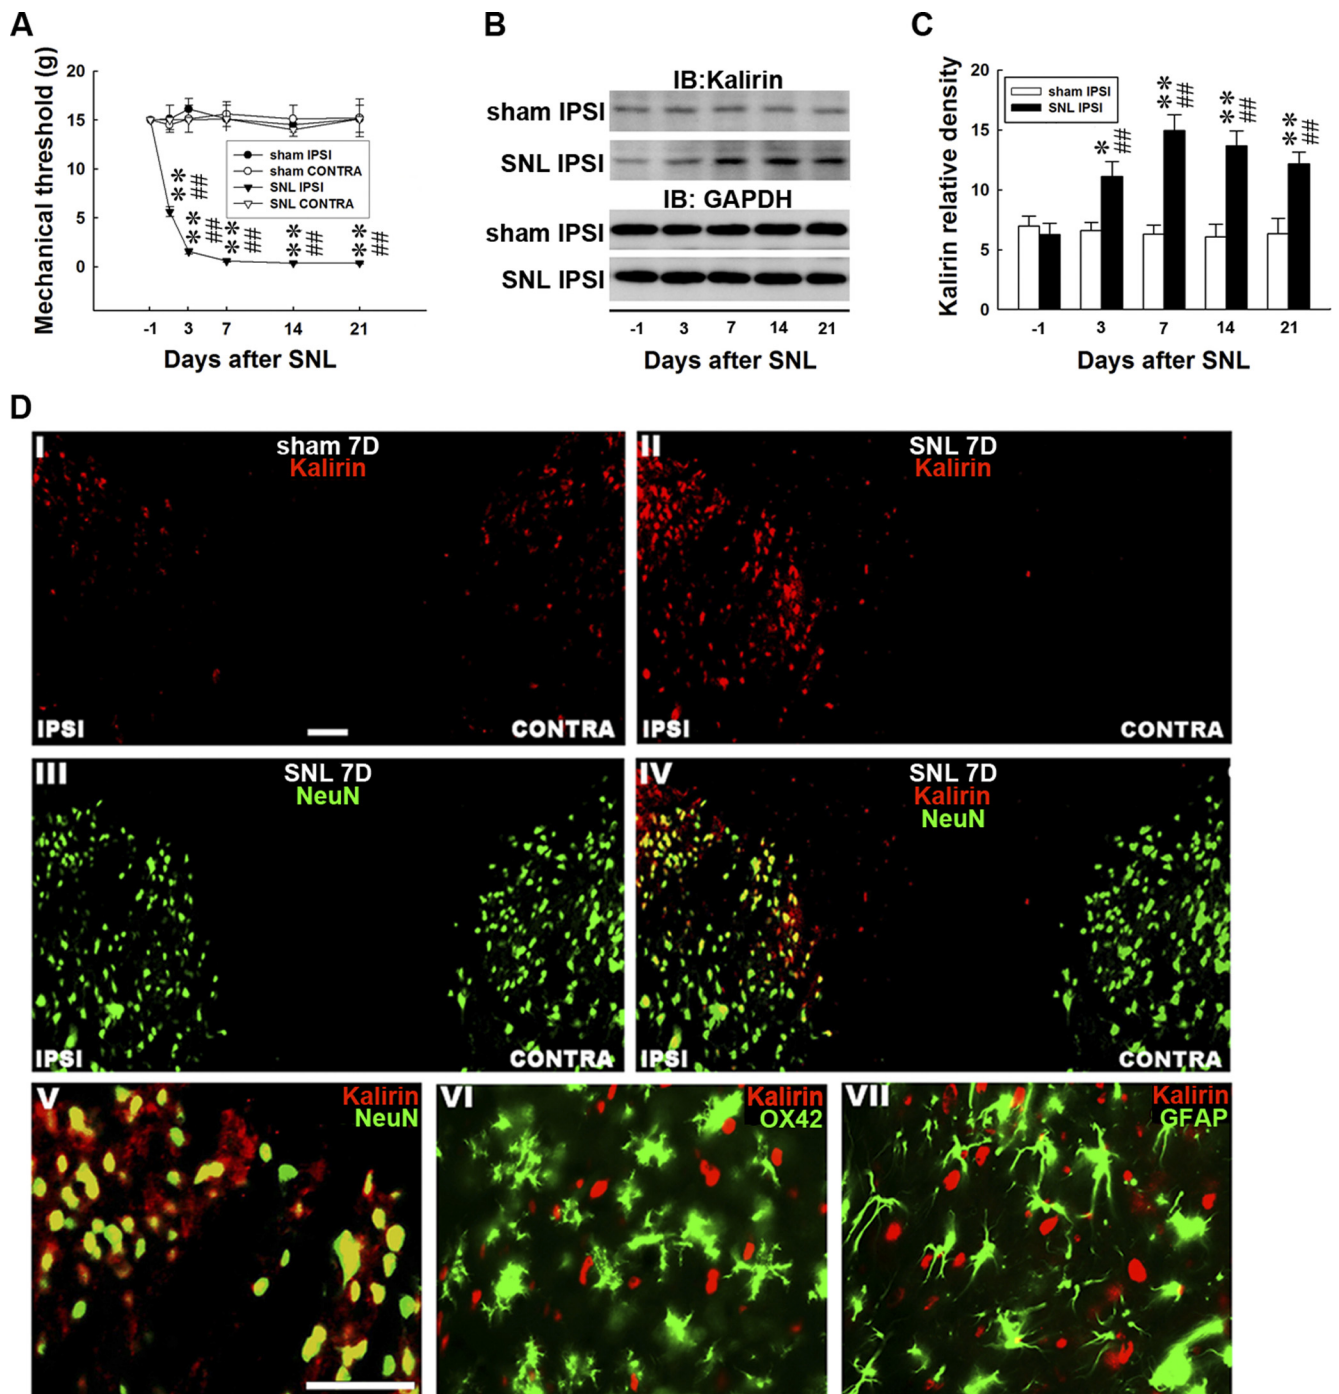 A
Mechanical threshold (g)
20
15
10
5
0
sham IPSI
sham CONTRA
SNL IPSI
SNL CONTRA
** ##
** ##
** ##
** ##
** ##
-1 3 7 14 21
Days after SNL
B
IB:Kalirin
sham IPSI
SNL IPSI
IB: GAPDH
sham IPSI
SNL IPSI
-1 3 7 14 21
Days after SNL
C
Kalirin relative density
20
15
10
5
0
sham IPSI
SNL IPSI
* ##
** ##
** ##
** ##
-1 3 7 14 21
Days after SNL
D
I
sham 7D
Kalirin
IPSI
CONTRA
II
SNL 7D
Kalirin
IPSI
CONTRA
III
SNL 7D
NeuN
IPSI
CONTRA
IV
SNL 7D
Kalirin
NeuN
IPSI
CONTRA
V
Kalirin
NeuN
VI
Kalirin
OX42
VII
Kalirin
GFAP